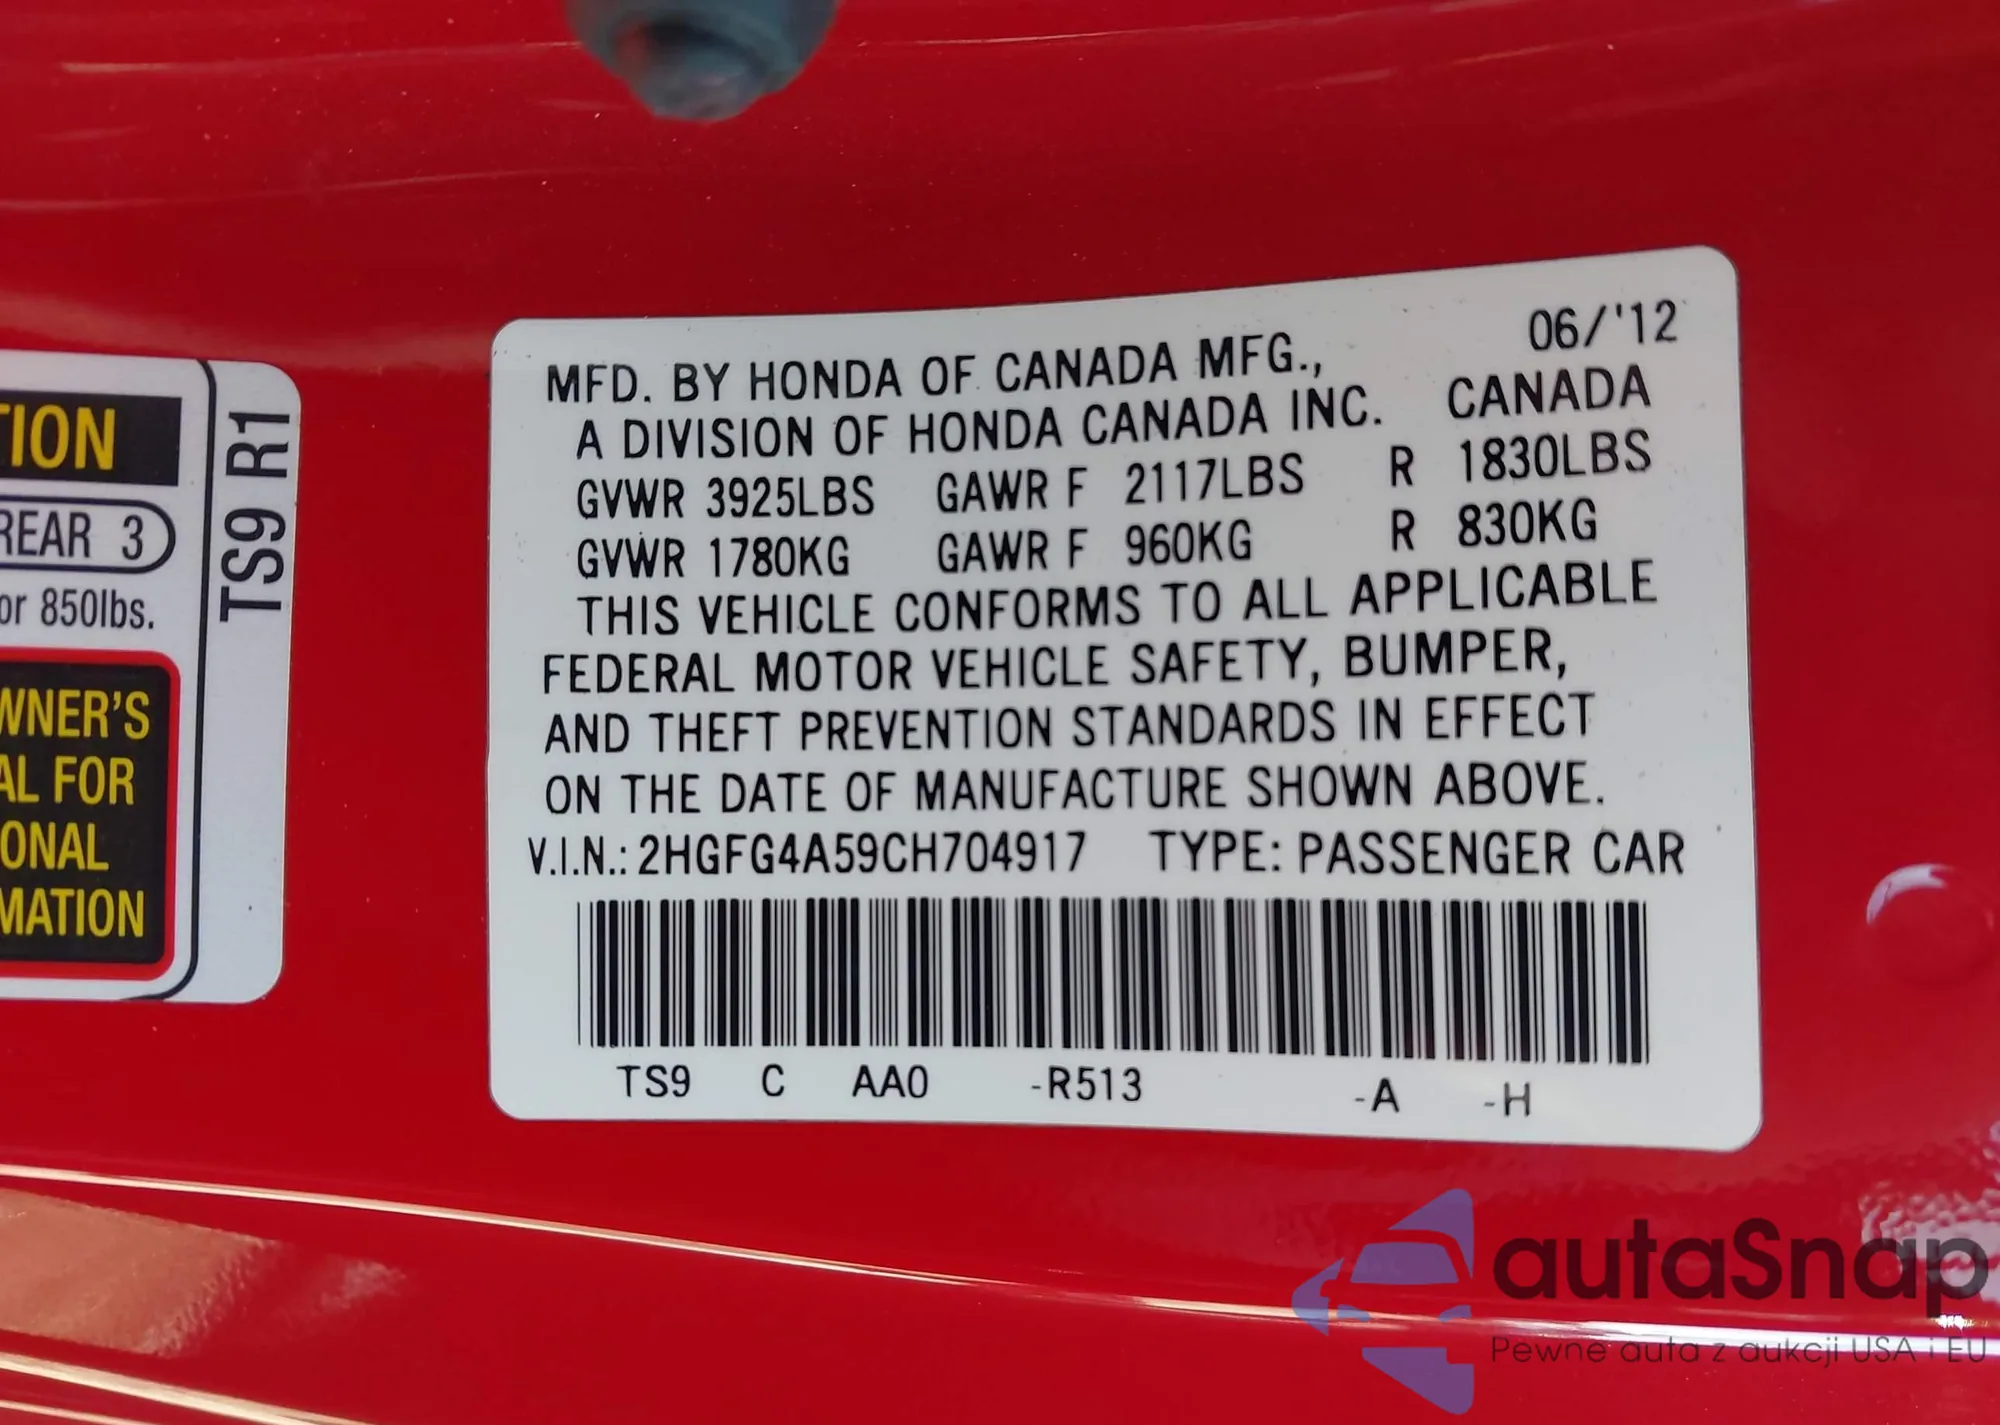 TION
REAR 3
or 850lbs.
WNER'S
AL FOR
ONAL
MATION
TS9 R1
06/'12
MFD. BY HONDA OF CANADA MFG.,
A DIVISION OF HONDA CANADA INC. CANADA
GVWR 3925LBS GAWR F 2117LBS R 1830LBS
GVWR 1780KG GAWR F 960KG R 830KG
THIS VEHICLE CONFORMS TO ALL APPLICABLE
FEDERAL MOTOR VEHICLE SAFETY, BUMPER,
AND THEFT PREVENTION STANDARDS IN EFFECT
ON THE DATE OF MANUFACTURE SHOWN ABOVE.
V.I.N.: 2HGFG4A59CH704917 TYPE: PASSENGER CAR
TS9 C AA0 -R513 -A -H
autaSnap
Pewne auta z aukcji USA i EU